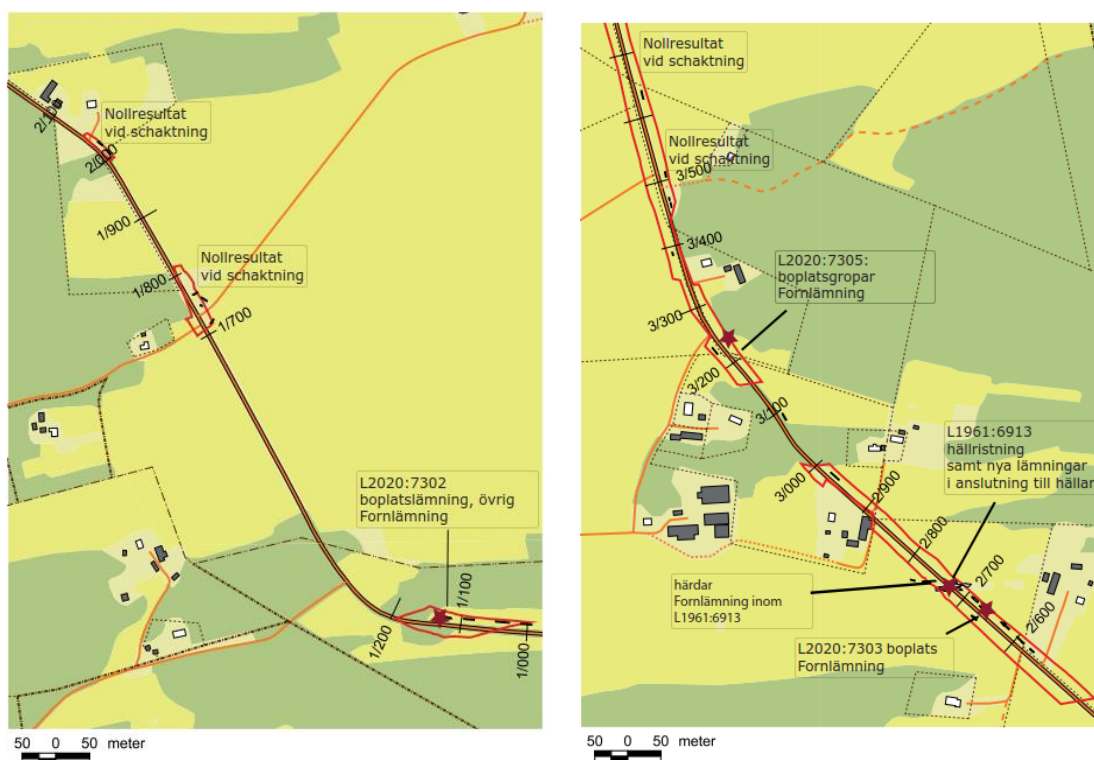 2/100
Nollresultat
vid schaktning
2/000
1/900
Nollresultat
vid schaktning
1/800
1/700
L2020:7302
boplatslämning, övrig
Fornlämning
1/200
1/100
1/000
50 0 50 meter
Nollresultat
vid schaktning
Nollresultat
vid schaktning
3/500
3/400
L2020:7305:
boplatsgropar
Fornlämning
3/300
3/200
3/100
L1961:6913
hällristning
samt nya lämningar
i anslutning till hällar
3/000
2/900
2/800
2/700
härdar
Fornlämning inom
L1961:6913
2/600
L2020:7303 boplats
Fornlämning
50 0 50 meter